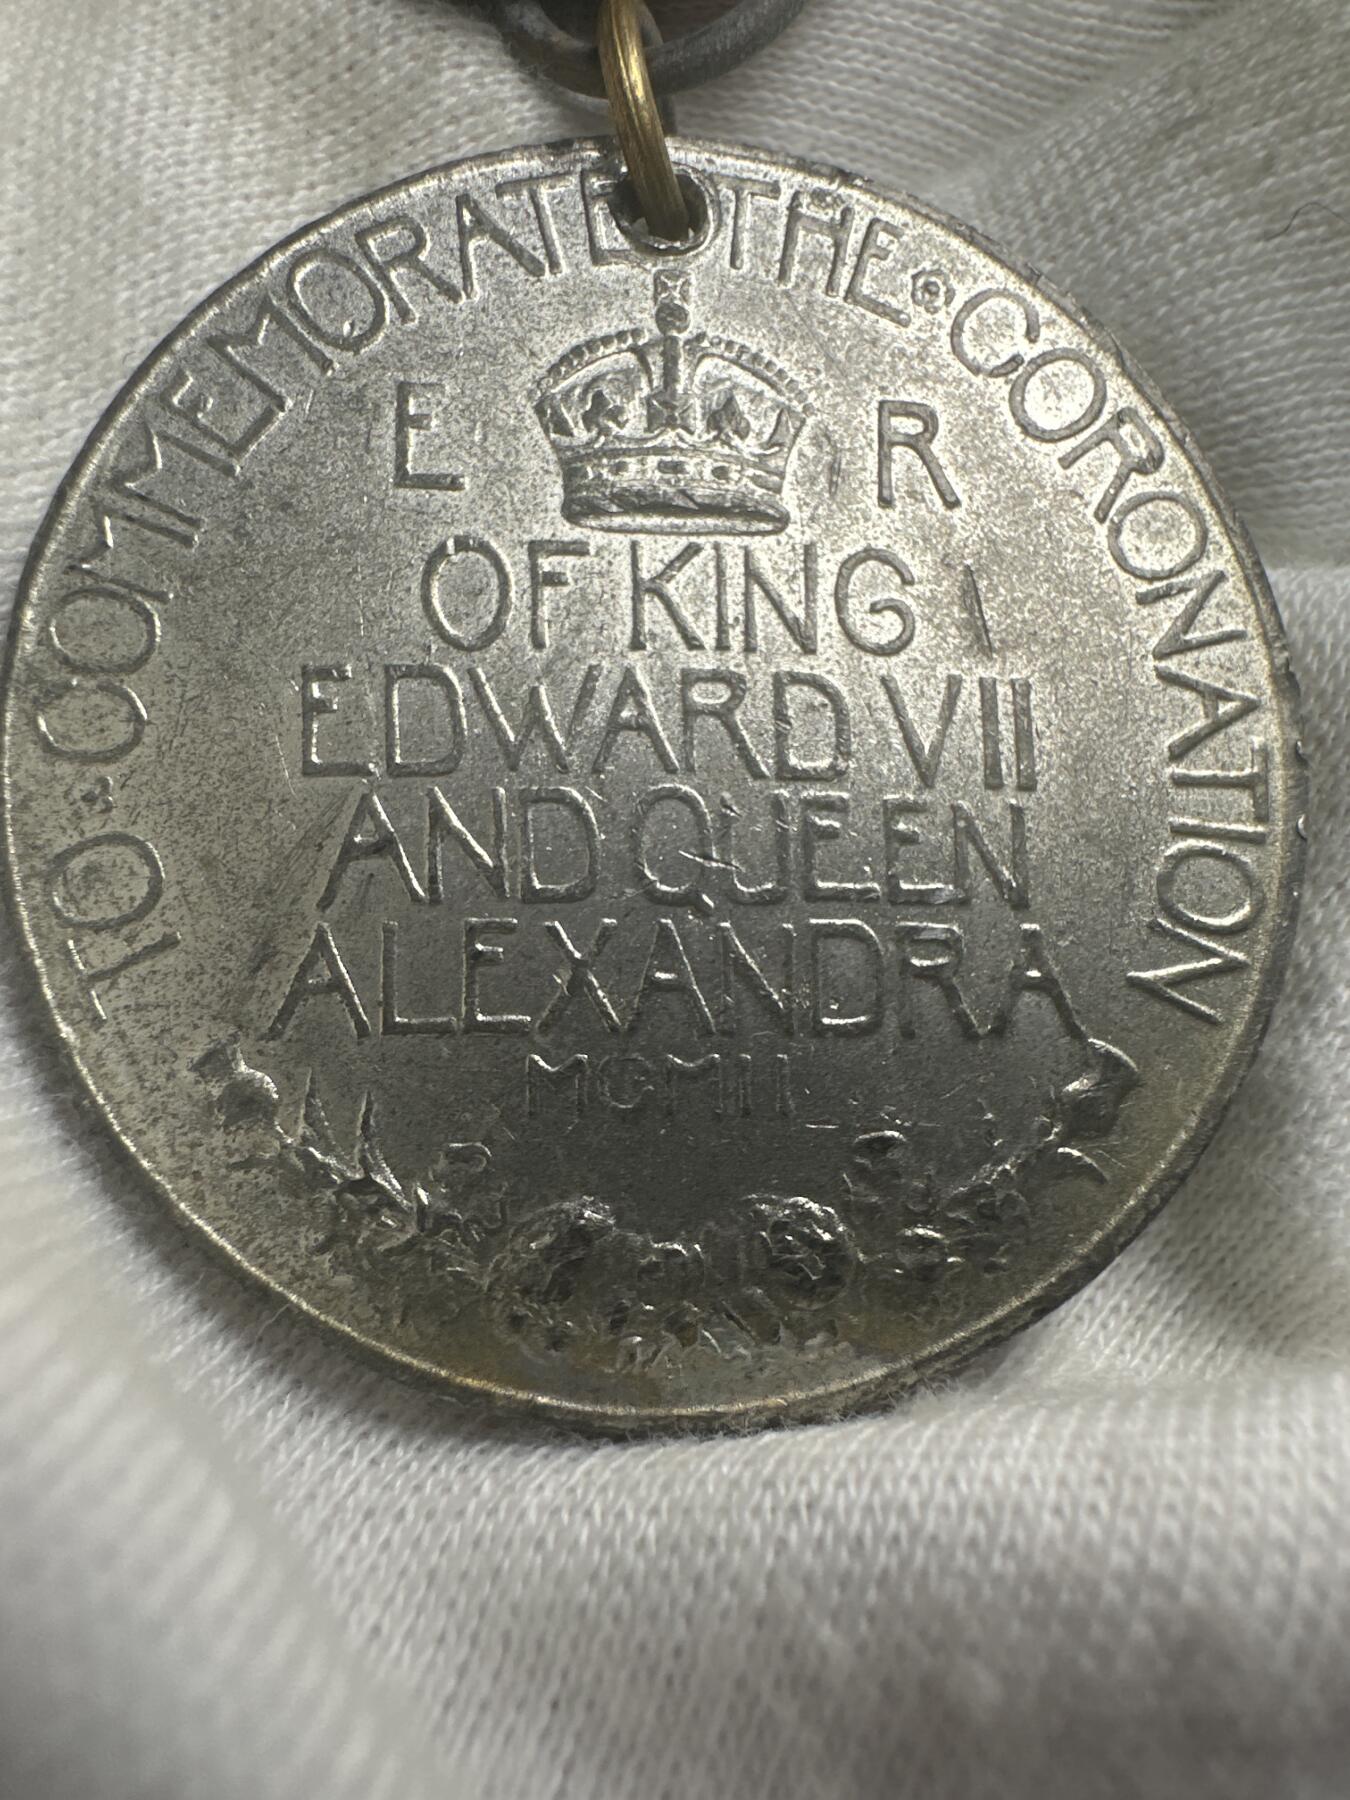 TO · COMMEMORATE THE · CORONATION
E R
OF KING
EDWARD VII
AND QUEEN
ALEXANDRA
MCMII